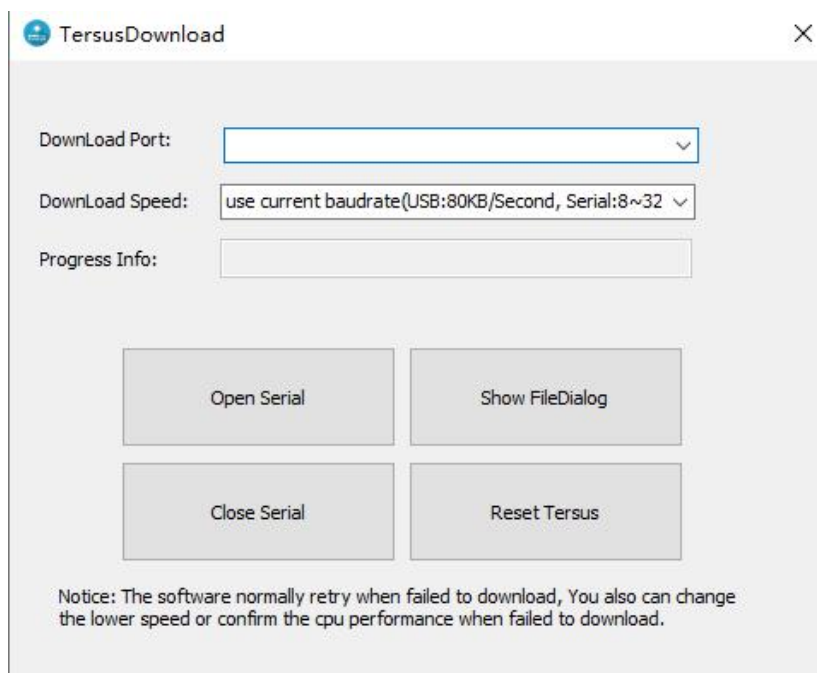 TersusDownload
DownLoad Port:
DownLoad Speed: use current baudrate(USB:80KB/Second, Serial:8~32
Progress Info:
Open Serial Show FileDialog
Close Serial Reset Tersus
Notice: The software normally retry when failed to download, You also can change
the lower speed or confirm the cpu performance when failed to download.